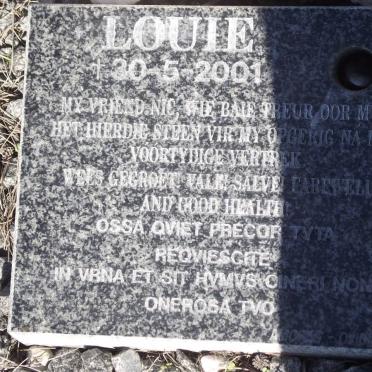 LOUIE
† 30-5-2001
MY VRIEND NIC, WIE BAIE TREUR OOR M
HET HIERDIE STEEN VIR MY OPGERIG NA
VOORTYDIGE VERTREK
WEES GEGROET! VALE! SALVE! FAREWELL
AND GOOD HEALTH
OSSA QVIET PRECOR TVTA
REQVIESCITE
IN VRNA ET SIT HVMVS CINERI NON
ONEROSA TVO